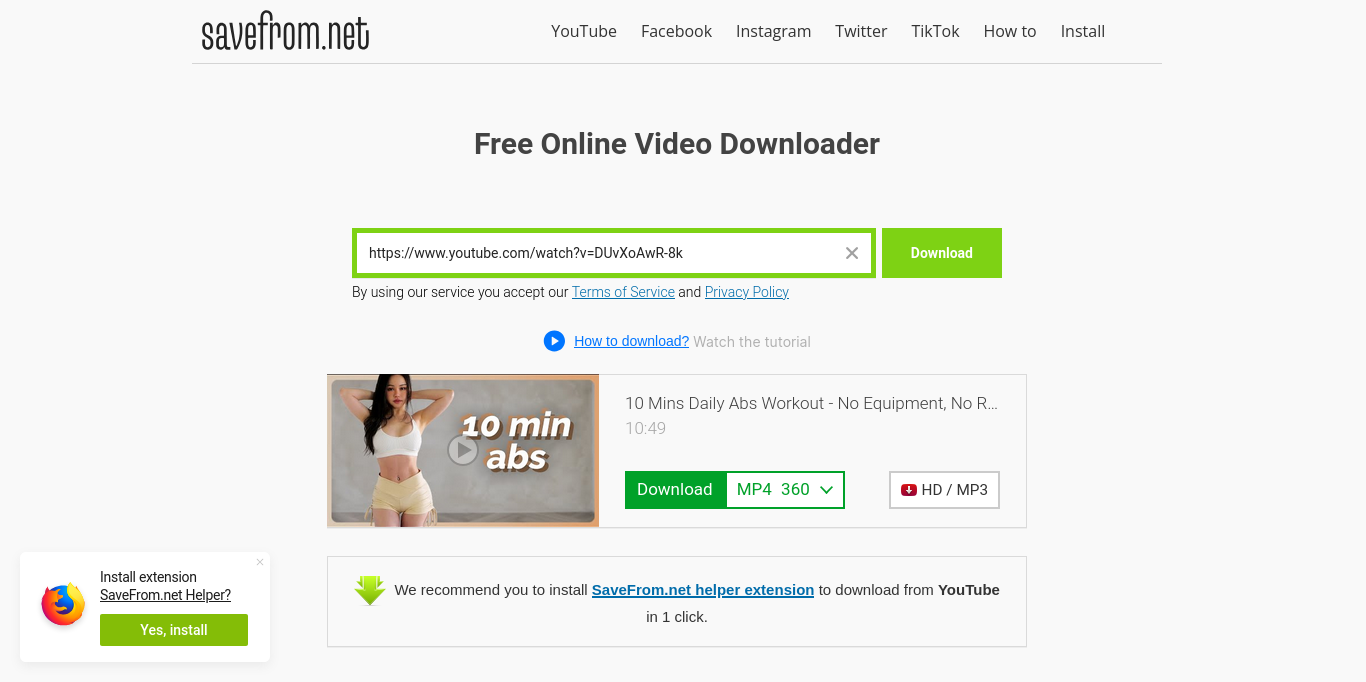 savefrom.net
YouTube Facebook Instagram Twitter TikTok How to Install
Free Online Video Downloader
https://www.youtube.com/watch?v=DUvXoAwR-8k
Download
By using our service you accept our Terms of Service and Privacy Policy
How to download? Watch the tutorial
10 min
abs
10 Mins Daily Abs Workout - No Equipment, No R...
10:49
Download MP4 360
HD / MP3
We recommend you to install SaveFrom.net helper extension to download from YouTube
in 1 click.
Install extension
SaveFrom.net Helper?
Yes, install